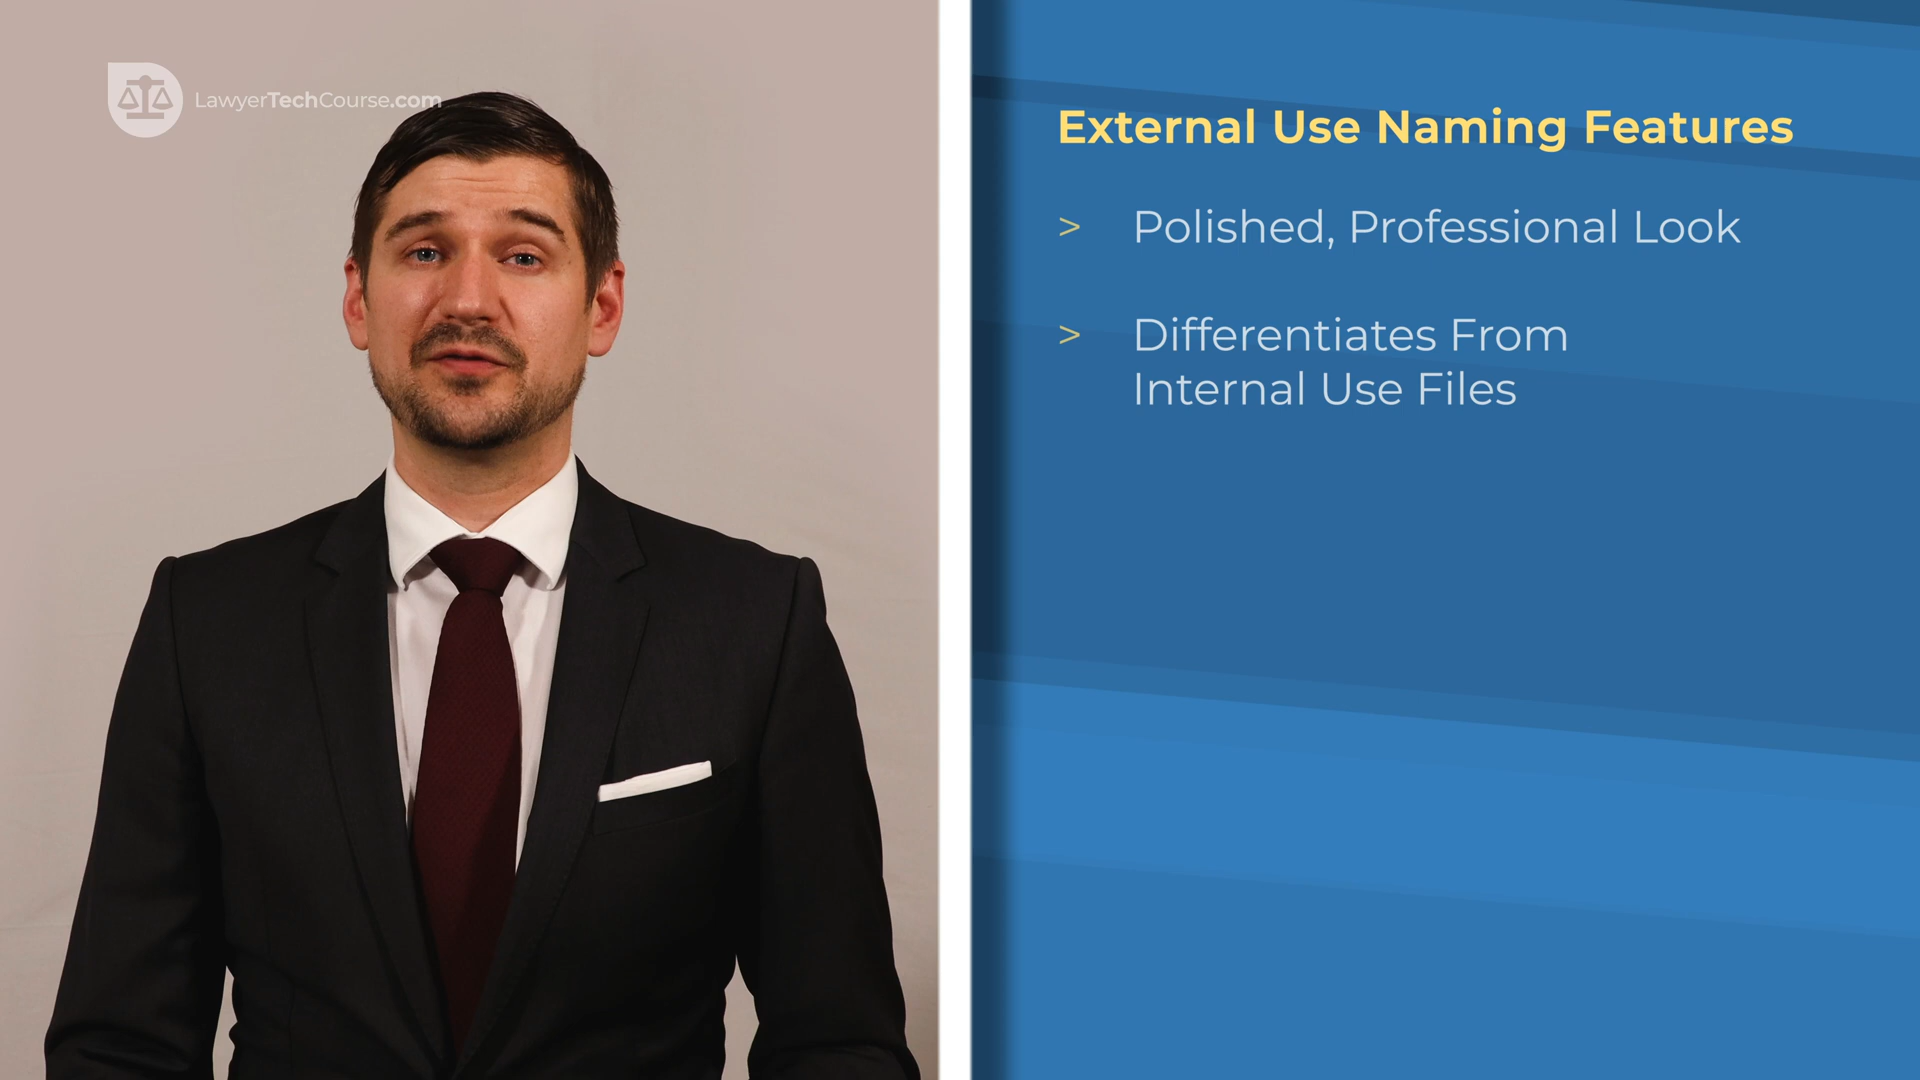 LawyerTechCourse.com
External Use Naming Features
> Polished, Professional Look
> Differentiates From
Internal Use Files